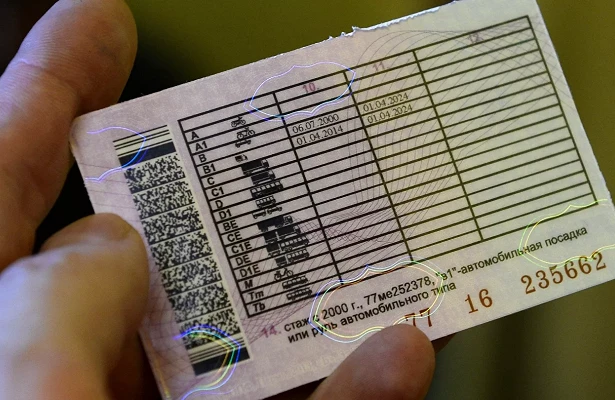 10. 11. 12.
A
A1
B 06.07.2000 01.04.2024
B1 01.04.2014 01.04.2024
C
C1
D
D1
BE
CE
C1E
DE
D1E
M
Tm
Tb
14. стаж с 2000 г., 77ме252378, "в1"-автомобильная посадка
или руль автомобильного типа
77 16 235662